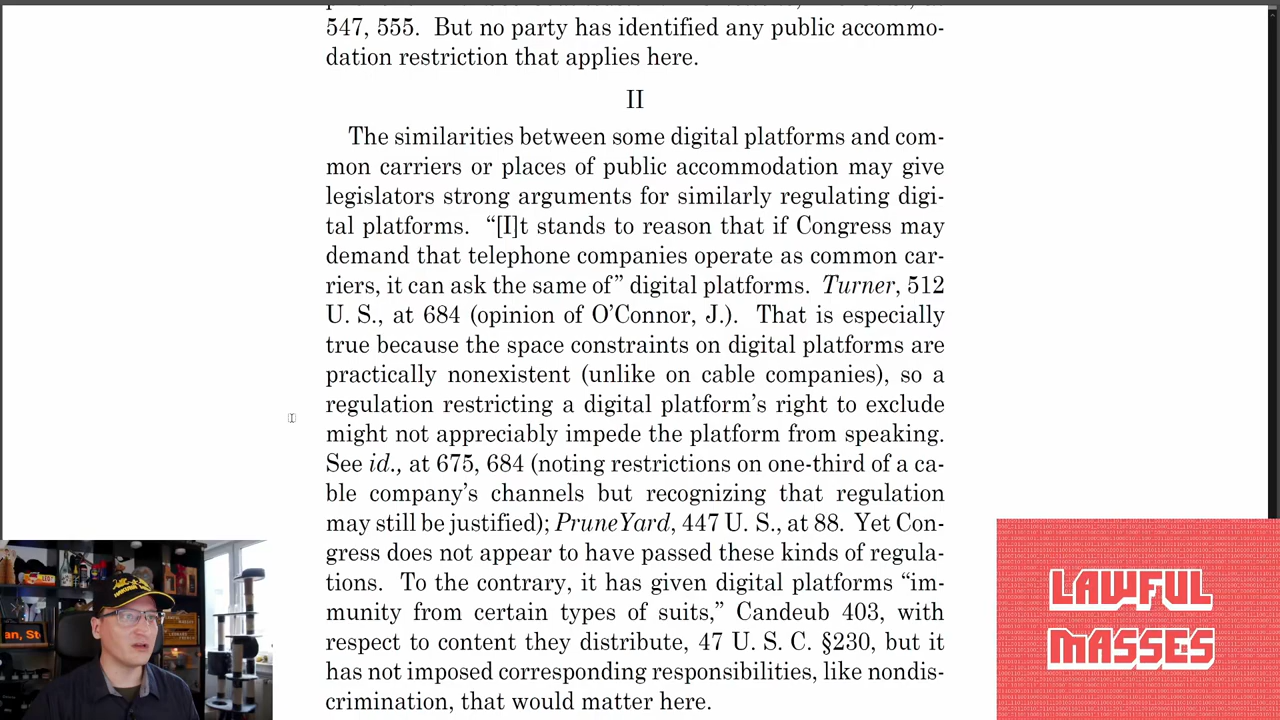 547, 555. But no party has identified any public accommo-
dation restriction that applies here.
II
The similarities between some digital platforms and com-
mon carriers or places of public accommodation may give
legislators strong arguments for similarly regulating digi-
tal platforms. “[I]t stands to reason that if Congress may
demand that telephone companies operate as common car-
riers, it can ask the same of” digital platforms. Turner, 512
U. S., at 684 (opinion of O’Connor, J.). That is especially
true because the space constraints on digital platforms are
practically nonexistent (unlike on cable companies), so a
regulation restricting a digital platform’s right to exclude
might not appreciably impede the platform from speaking.
See id., at 675, 684 (noting restrictions on one-third of a ca-
ble company’s channels but recognizing that regulation
may still be justified); PruneYard, 447 U. S., at 88. Yet Con-
gress does not appear to have passed these kinds of regula-
tions. To the contrary, it has given digital platforms “im-
munity from certain types of suits,” Candeub 403, with
respect to content they distribute, 47 U. S. C. §230, but it
has not imposed corresponding responsibilities, like nondis-
crimination, that would matter here.
an, St
LAWFUL
MASSES